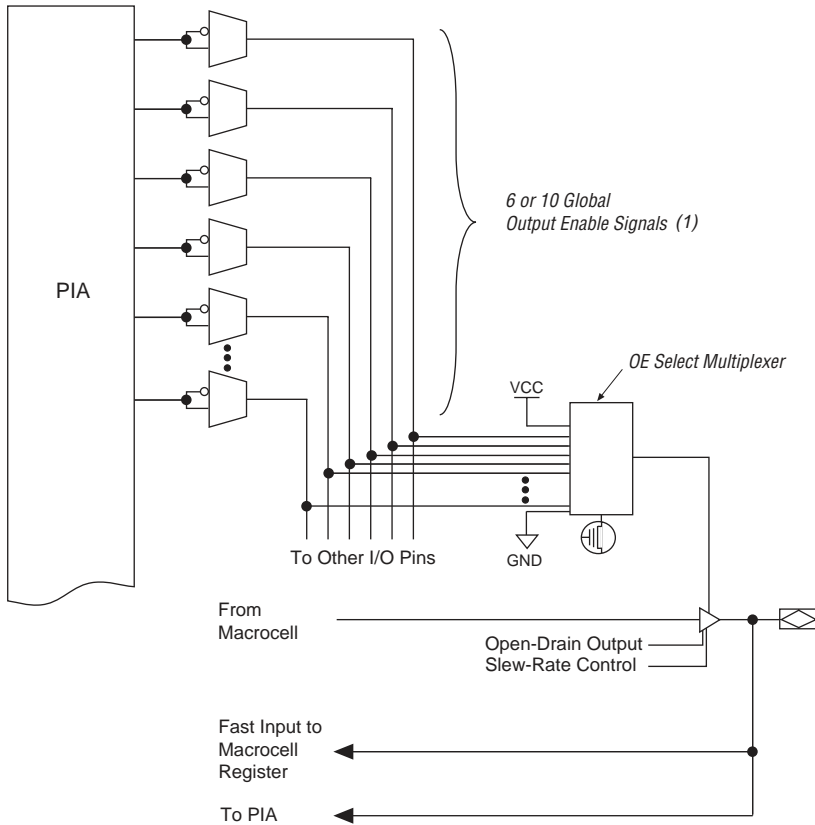 PIA
6 or 10 Global
Output Enable Signals (1)
OE Select Multiplexer
VCC
To Other I/O Pins
GND
From
Macrocell
Open-Drain Output
Slew-Rate Control
Fast Input to
Macrocell
Register
To PIA